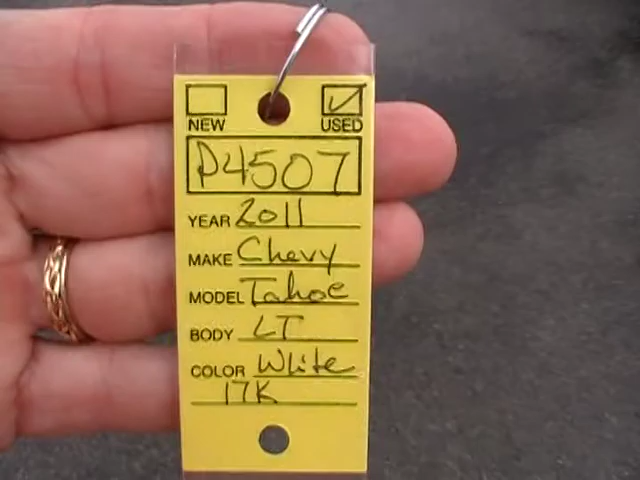 NEW USED
P4507
YEAR 2011
MAKE Chevy
MODEL Tahoe
BODY LT
COLOR White
17K